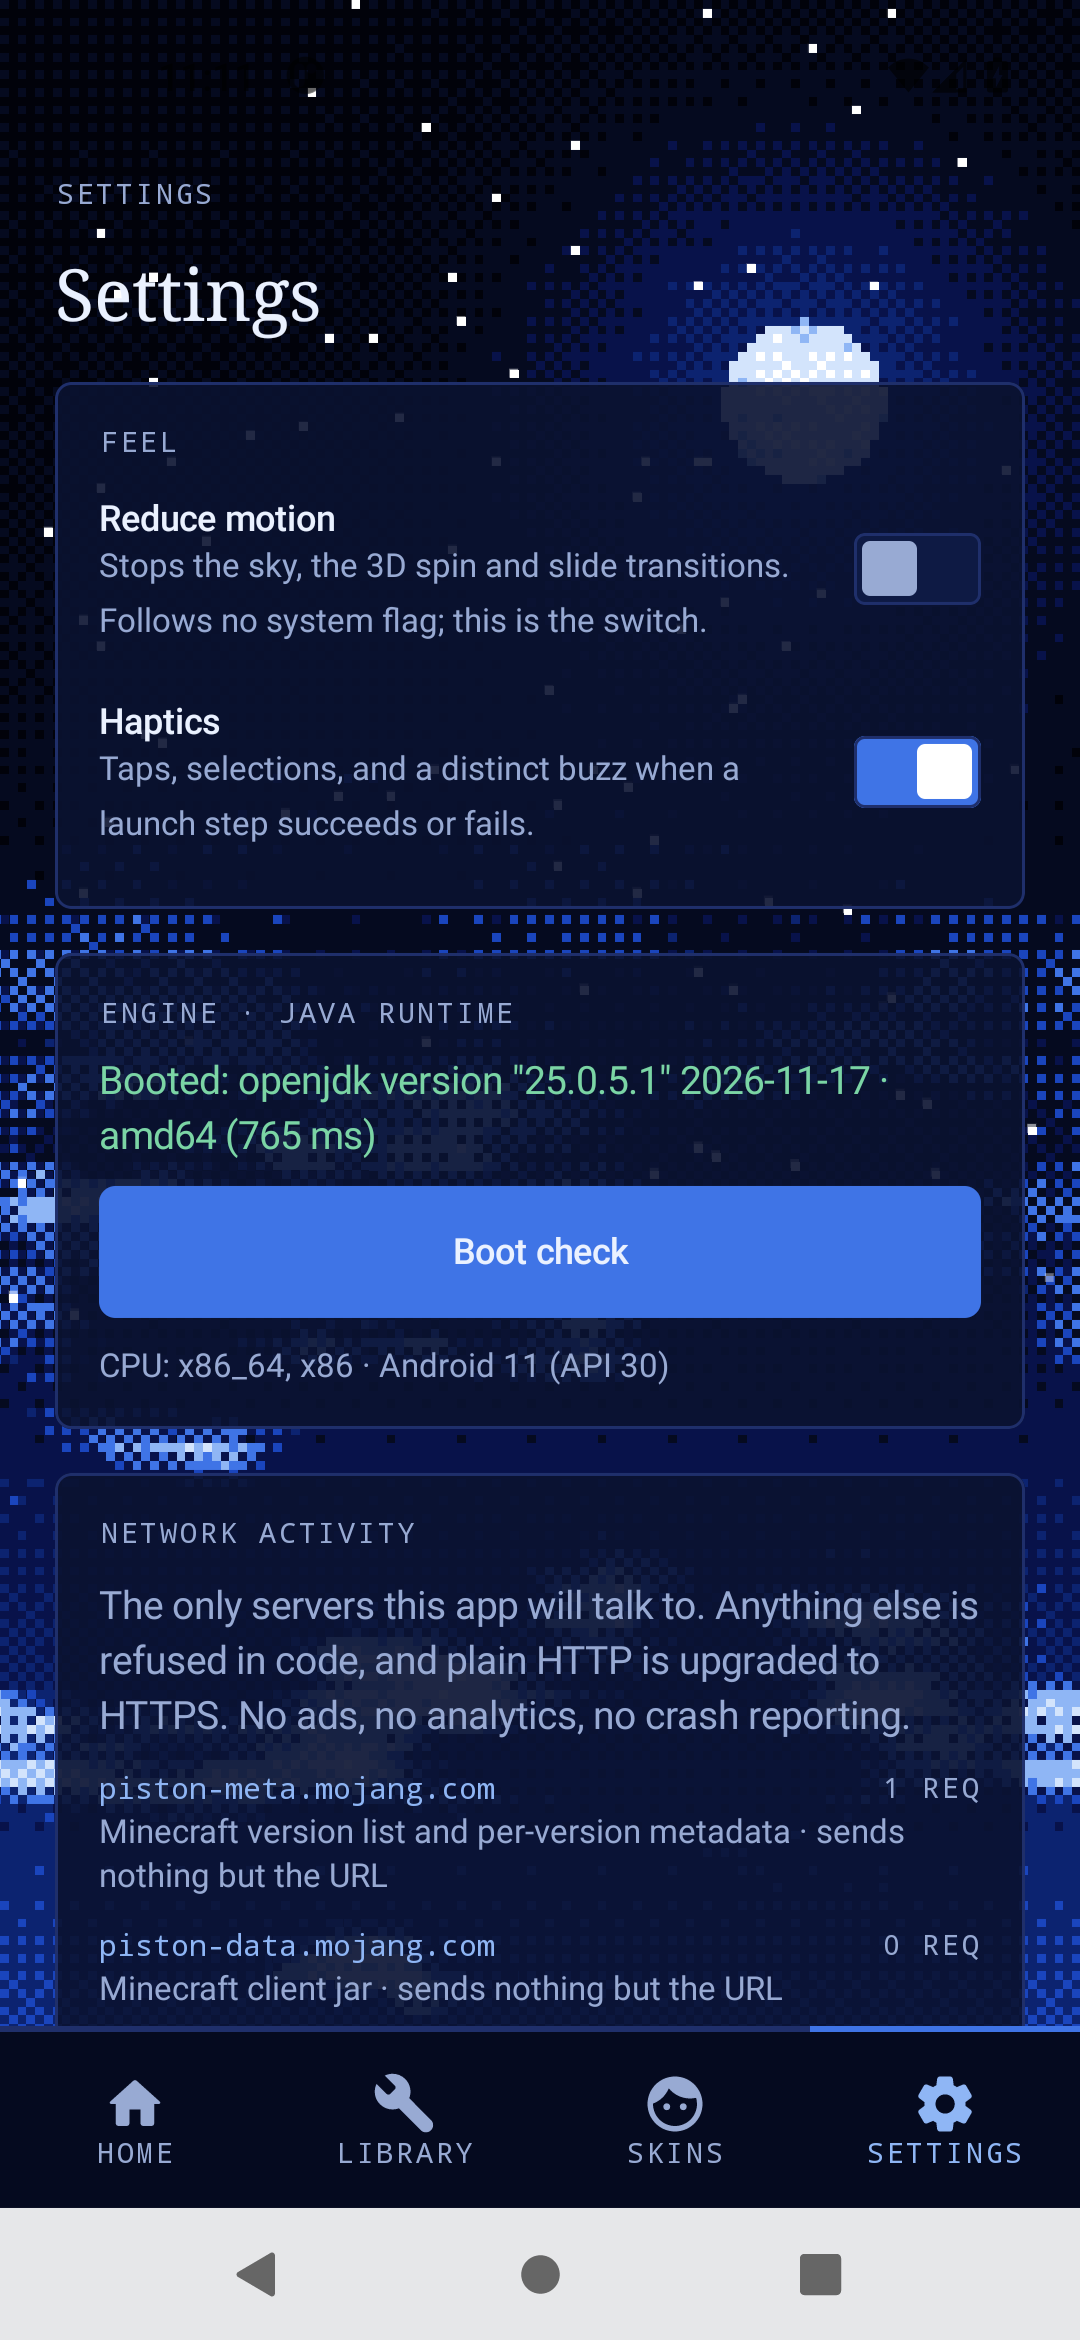 SETTINGS
Settings
FEEL
Reduce motion
Stops the sky, the 3D spin and slide transitions.
Follows no system flag; this is the switch.
Haptics
Taps, selections, and a distinct buzz when a
launch step succeeds or fails.
ENGINE · JAVA RUNTIME
Booted: openjdk version "25.0.5.1" 2026-11-17 ·
amd64 (765 ms)
Boot check
CPU: x86_64, x86 · Android 11 (API 30)
NETWORK ACTIVITY
The only servers this app will talk to. Anything else is
refused in code, and plain HTTP is upgraded to
HTTPS. No ads, no analytics, no crash reporting.
piston-meta.mojang.com 1 REQ
Minecraft version list and per-version metadata · sends
nothing but the URL
piston-data.mojang.com 0 REQ
Minecraft client jar · sends nothing but the URL
HOME LIBRARY SKINS SETTINGS